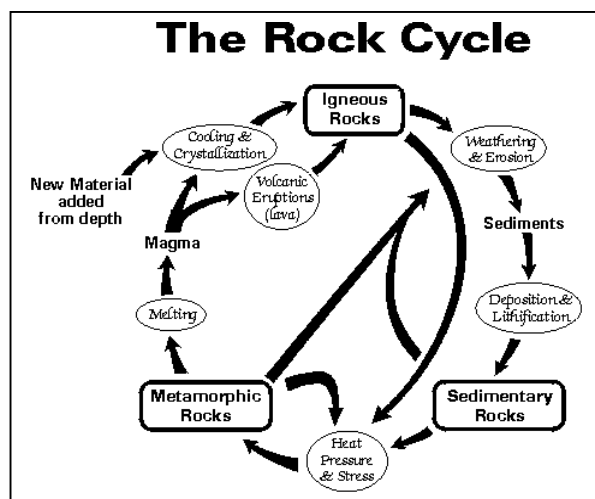 The Rock Cycle
Igneous
Rocks
Cooling &
Crystallization
Weathering
& Erosion
Volcanic
Eruptions
(lava)
New Material
added
from depth
Magma
Sediments
Melting
Deposition &
Lithification
Metamorphic
Rocks
Sedimentary
Rocks
Heat
Pressure
& Stress